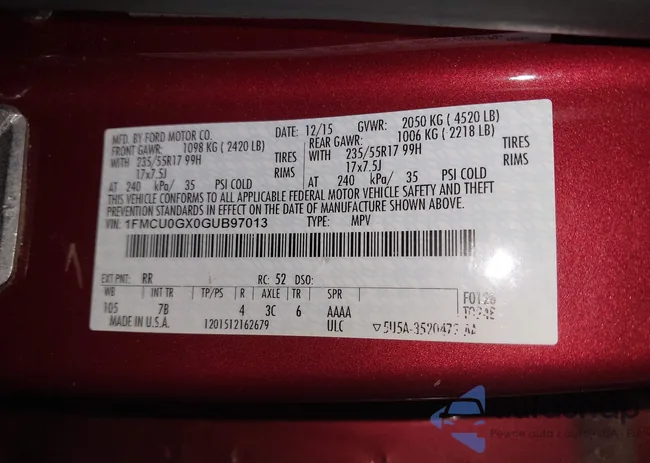 MFD. BY FORD MOTOR CO. DATE: 12/15 GVWR: 2050 KG ( 4520 LB)
FRONT GAWR: 1098 KG ( 2420 LB) REAR GAWR: 1006 KG ( 2218 LB)
WITH 235/55R17 99H TIRES WITH 235/55R17 99H TIRES
17x7.5J RIMS 17x7.5J RIMS
AT 240 kPa/ 35 PSI COLD AT 240 kPa/ 35 PSI COLD
THIS VEHICLE CONFORMS TO ALL APPLICABLE FEDERAL MOTOR VEHICLE SAFETY AND THEFT
PREVENTION STANDARDS IN EFFECT ON THE DATE OF MANUFACTURE SHOWN ABOVE.
VIN: 1FMCU0GX0GUB97013 TYPE: MPV
EXT PNT: RR RC: 52 DSO:
WB INT TR TP/PS R AXLE TR SPR
105 7B 4 3C 6 AAAA
MADE IN U.S.A. 1201512162679 ULC